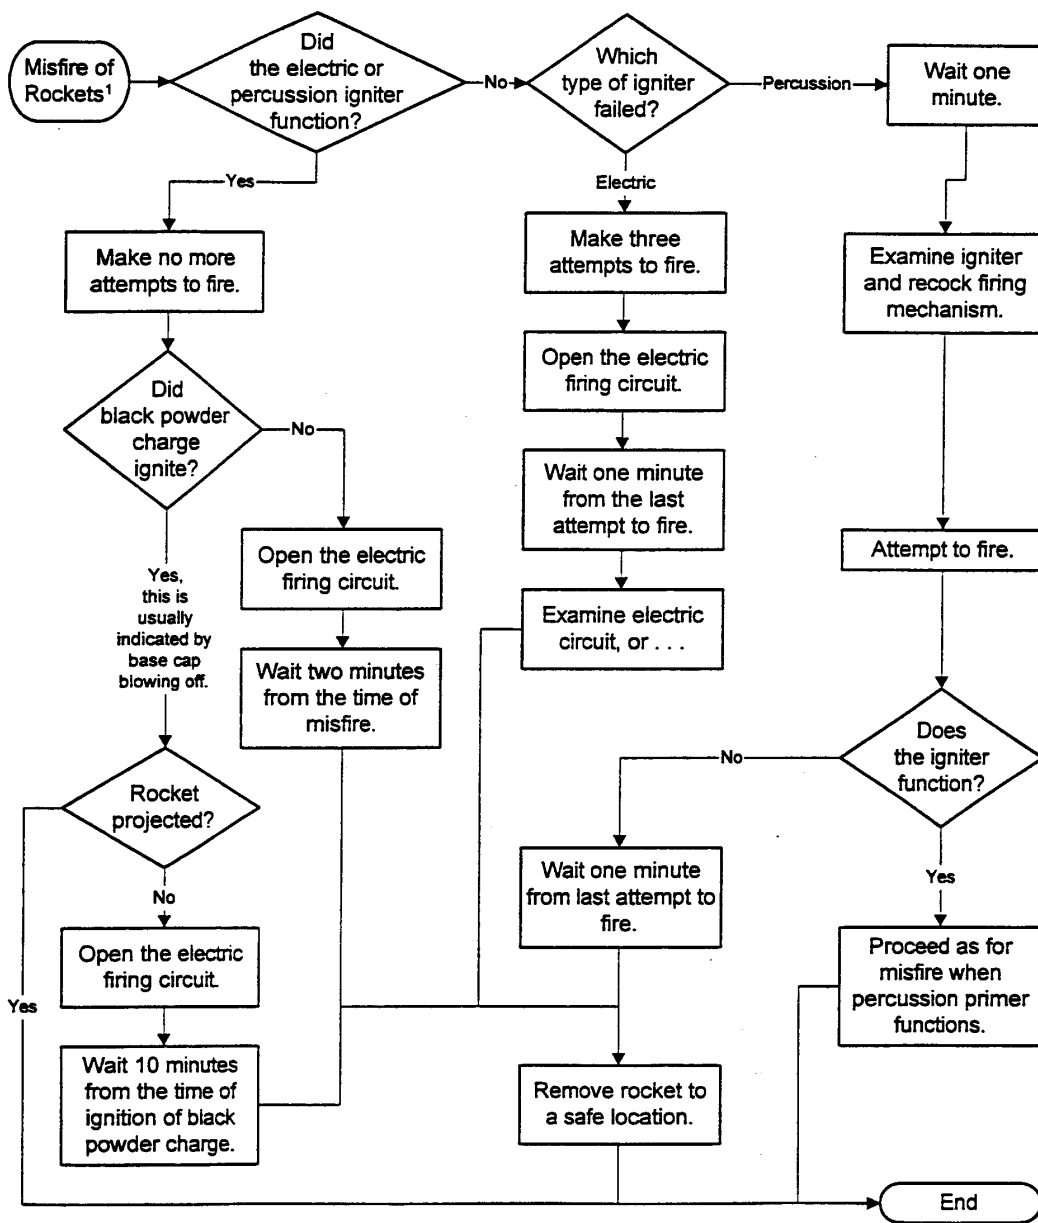 Misfire of
Rockets¹
Did
the electric or
percussion igniter
function?
No
Which
type of igniter
failed?
Percussion
Wait one
minute.
Yes
Electric
Make no more
attempts to fire.
Make three
attempts to fire.
Examine igniter
and recock firing
mechanism.
Did
black powder
charge
ignite?
No
Open the electric
firing circuit.
Wait one minute
from the last
attempt to fire.
Open the electric
firing circuit.
Attempt to fire.
Yes,
this is
usually
indicated by
base cap
blowing off.
Examine electric
circuit, or . . .
Wait two minutes
from the time of
misfire.
Does
the igniter
function?
No
Rocket
projected?
Wait one minute
from last attempt to
fire.
Yes
No
Open the electric
firing circuit.
Proceed as for
misfire when
percussion primer
functions.
Yes
Wait 10 minutes
from the time of
ignition of black
powder charge.
Remove rocket to
a safe location.
End